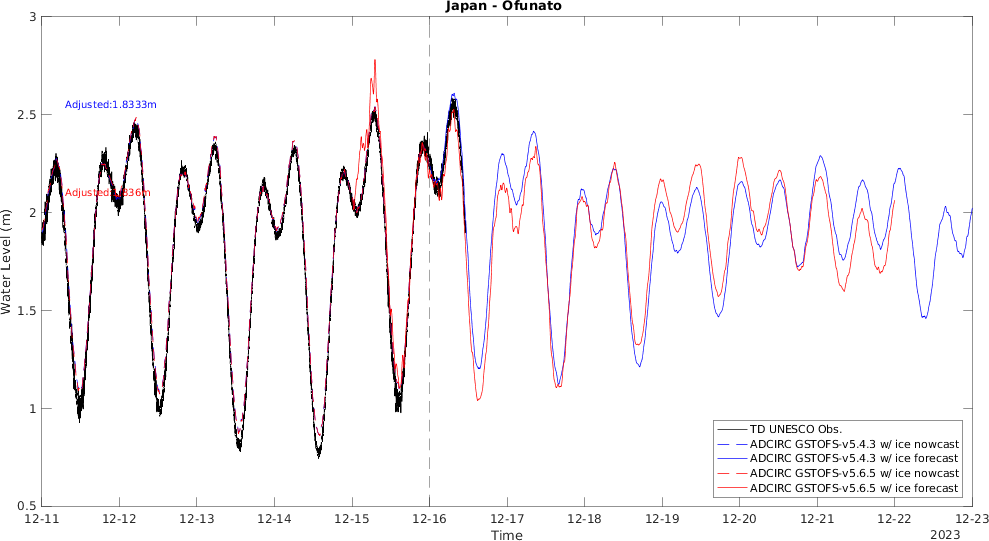 Japan - Ofunato
3
2.5
2
1.5
1
0.5
Water Level (m)
Adjusted:1.8333m
12-11 12-12 12-13 12-14 12-15 12-16 12-17 12-18 12-19 12-20 12-21 12-22 12-23
Time
2023
TD UNESCO Obs.
ADCIRC GSTOFS-v5.4.3 w/ ice nowcast
ADCIRC GSTOFS-v5.4.3 w/ ice forecast
ADCIRC GSTOFS-v5.6.5 w/ ice nowcast
ADCIRC GSTOFS-v5.6.5 w/ ice forecast